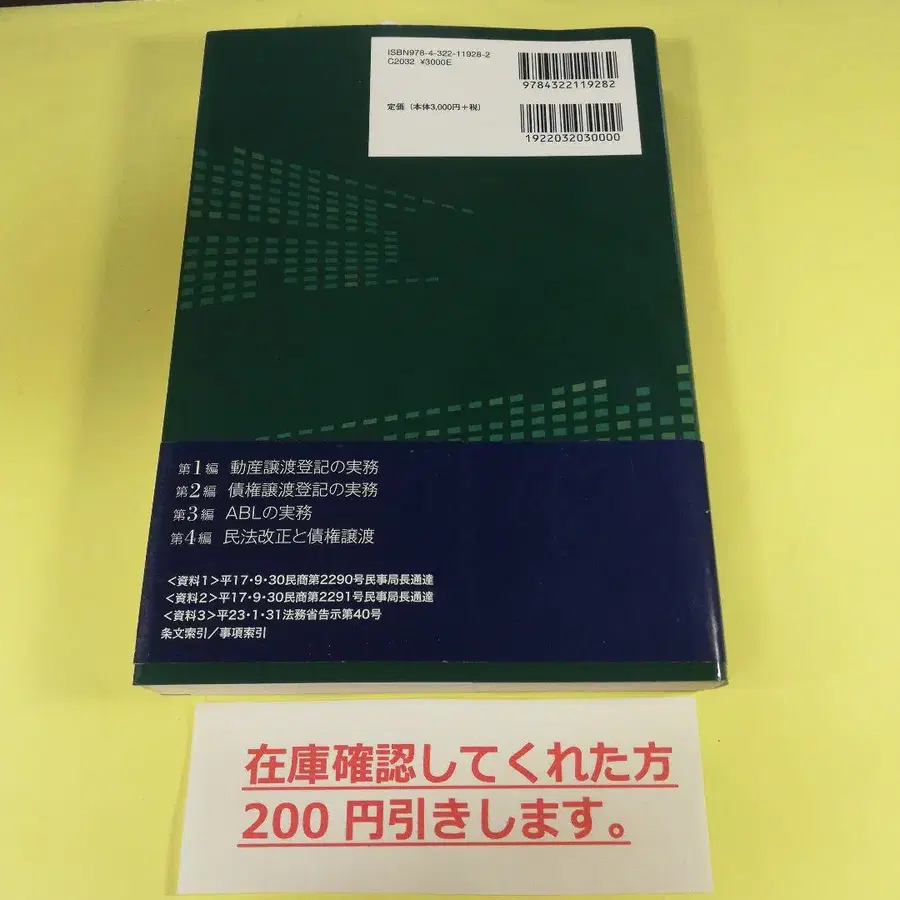 ISBN978-4-322-11928-2
C2032 ¥3000E
定価（本体3,000円＋税）
9784322119282
1922032030000
第1編 動産譲渡登記の実務
第2編 債権譲渡登記の実務
第3編 ABLの実務
第4編 民法改正と債権譲渡
＜資料1＞平17・9・30民商第2290号民事局長通達
＜資料2＞平17・9・30民商第2291号民事局長通達
＜資料3＞平23・1・31法務省告示第40号
条文索引／事項索引
在庫確認してくれた方
200 円引きします。